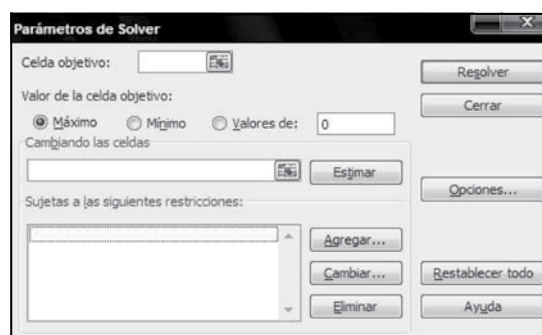 Parámetros de Solver
Celda objetivo:
Resolver
Valor de la celda objetivo:
Cerrar
Máximo Mínimo Valores de: 0
Cambiando las celdas
Estimar
Opciones...
Sujetas a las siguientes restricciones:
Agregar...
Cambiar... Restablecer todo
Eliminar Ayuda